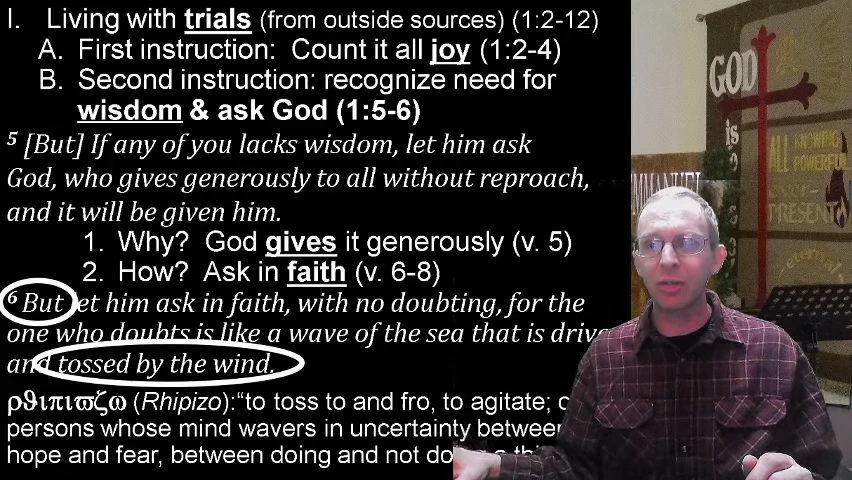 I. Living with trials (from outside sources) (1:2-12)
A. First instruction: Count it all joy (1:2-4)
B. Second instruction: recognize need for
wisdom & ask God (1:5-6)
5 [But] If any of you lacks wisdom, let him ask
God, who gives generously to all without reproach,
and it will be given him.
1. Why? God gives it generously (v. 5)
2. How? Ask in faith (v. 6-8)
6 But let him ask in faith, with no doubting, for the
one who doubts is like a wave of the sea that is
and tossed by the wind.
ρϑιπιϖζω (Rhipizo):“to toss to and fro, to agitate;
persons whose mind wavers in uncertainty between
hope and fear, between doing and not
GOD
is
ALL KNOWING
POWERFUL
PRESENT
eternal